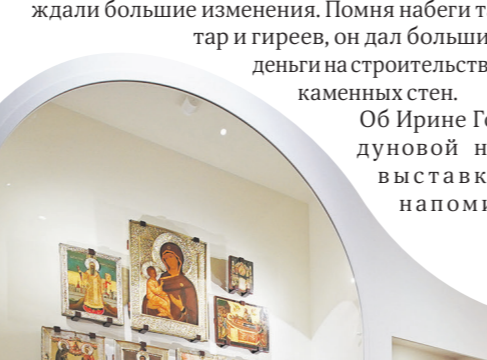 ждали большие изменения. Помня набеги т
тар и гиреев, он дал больши
деньги на строительств
каменных стен.
Об Ирине Го
дуновой н
выставк
напоми